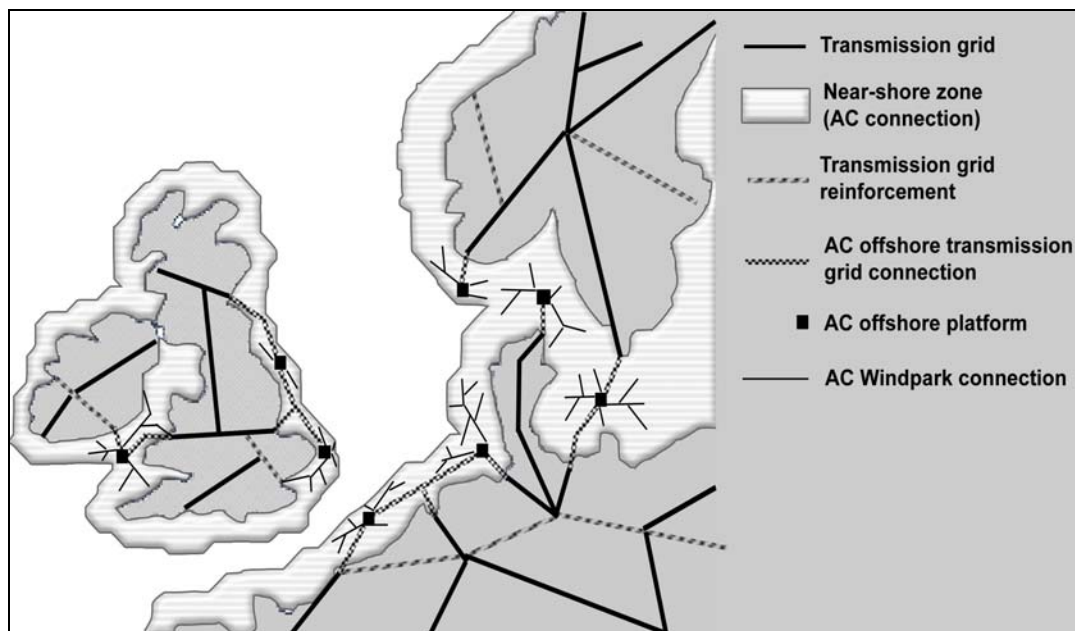 Transmission grid
Near-shore zone
(AC connection)
Transmission grid
reinforcement
AC offshore transmission
grid connection
AC offshore platform
AC Windpark connection